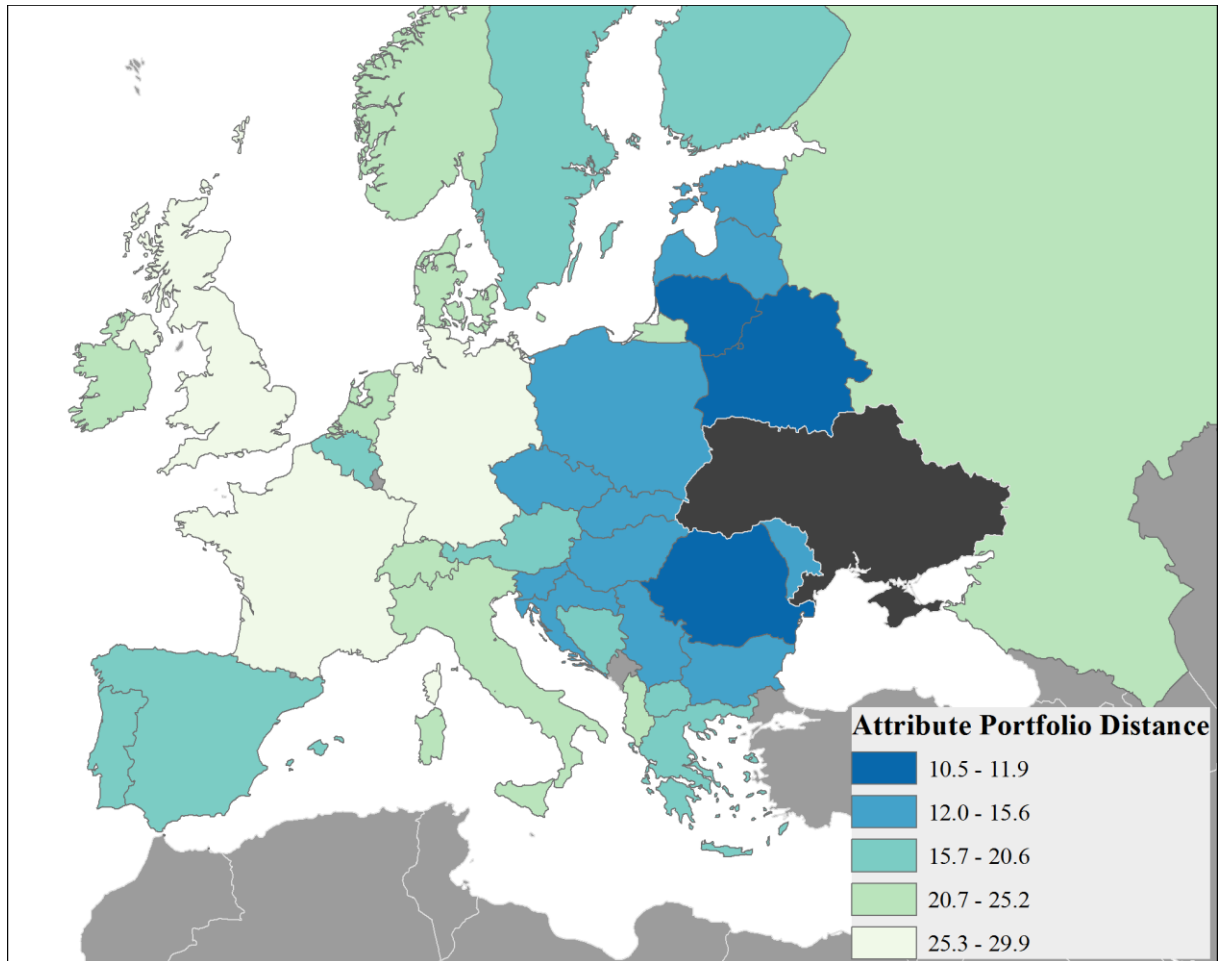 Attribute Portfolio Distance
10.5 - 11.9
12.0 - 15.6
15.7 - 20.6
20.7 - 25.2
25.3 - 29.9